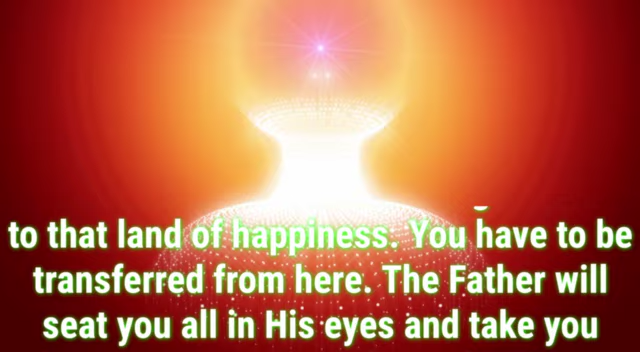 to that land of happiness. You have to be
transferred from here. The Father will
seat you all in His eyes and take you